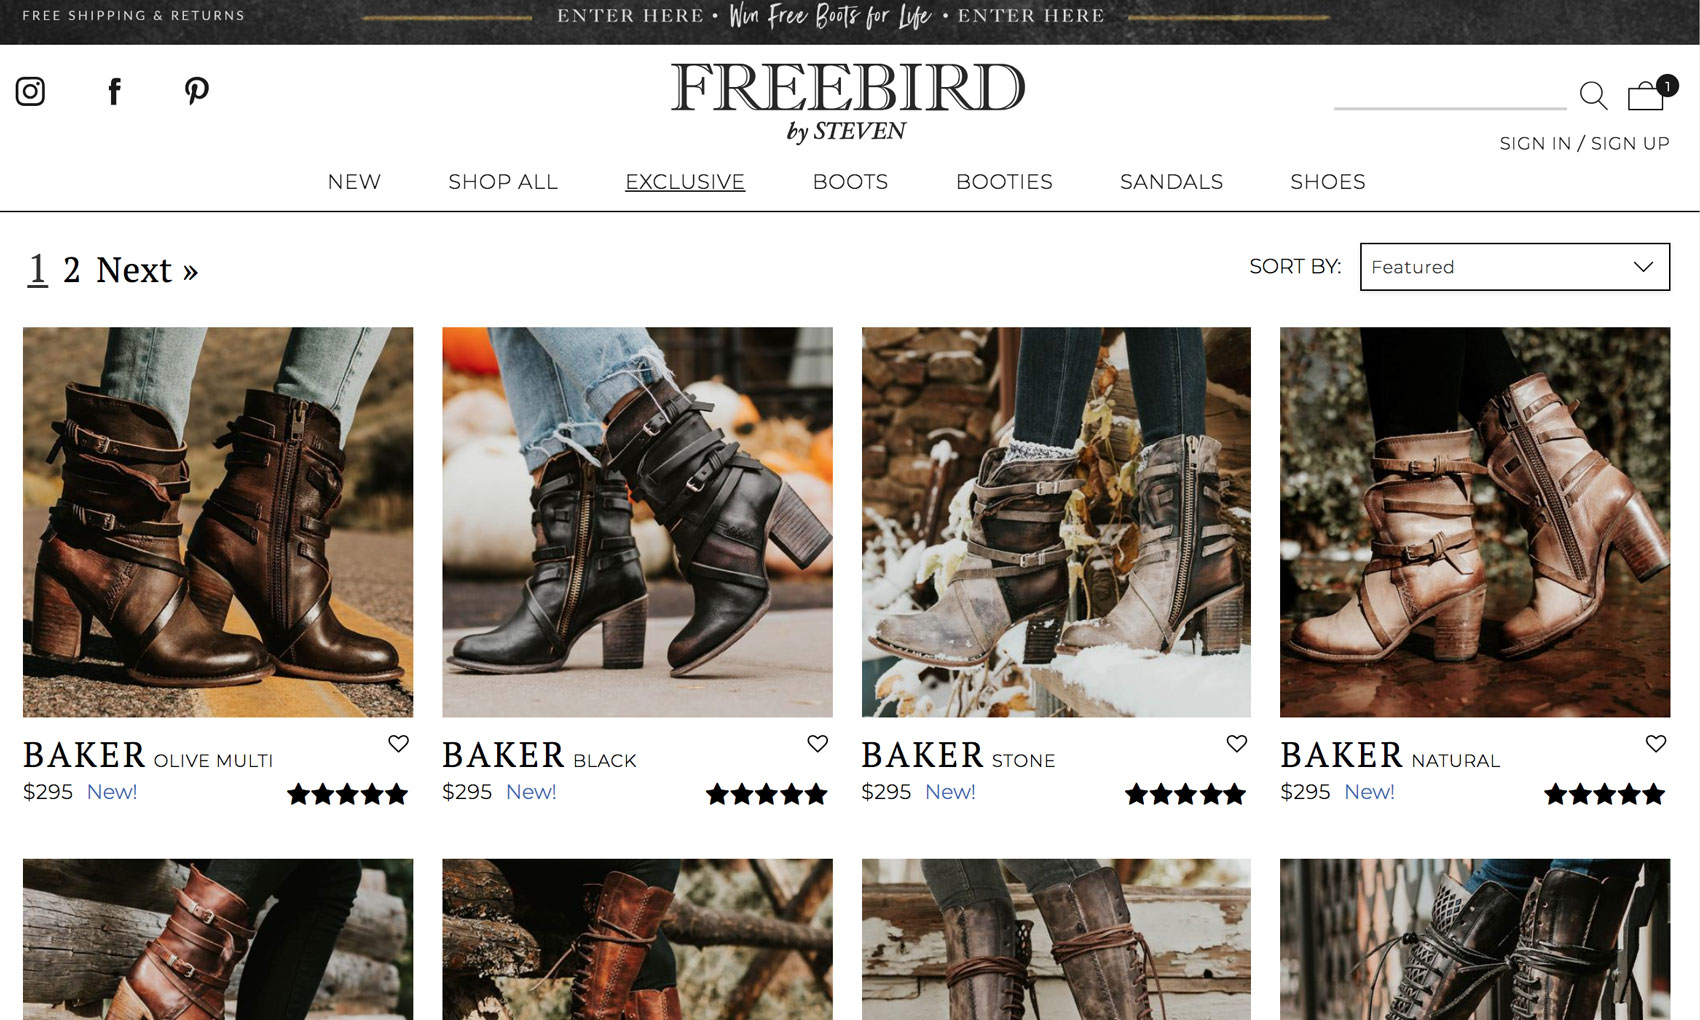 FREE SHIPPING & RETURNS
ENTER HERE • Win Free Boots for Life • ENTER HERE
FREEBIRD
by STEVEN
1
SIGN IN / SIGN UP
NEW SHOP ALL EXCLUSIVE BOOTS BOOTIES SANDALS SHOES
1 2 Next »
SORT BY: Featured
BAKER OLIVE MULTI
$295 New!
BAKER BLACK
$295 New!
BAKER STONE
$295 New!
BAKER NATURAL
$295 New!